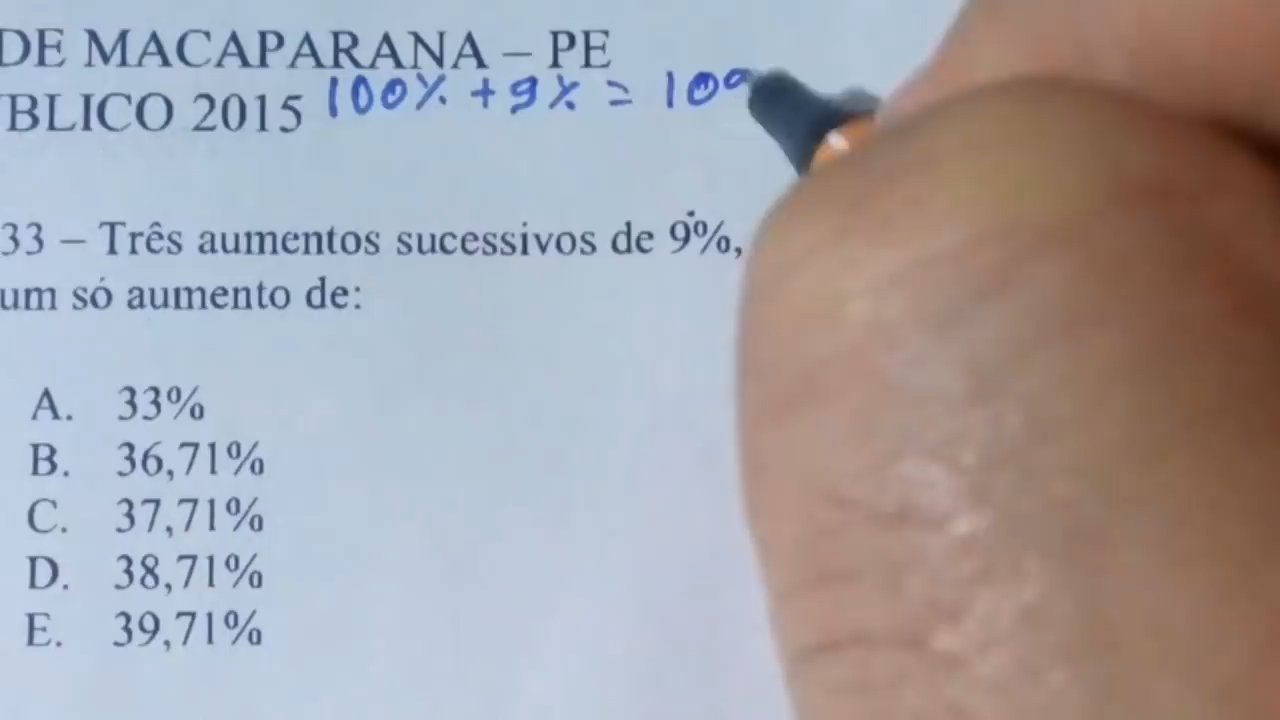 DE MACAPARANA – PE
BLICO 2015 100% + 9% = 109
33 – Três aumentos sucessivos de 9%,
um só aumento de:
A. 33%
B. 36,71%
C. 37,71%
D. 38,71%
E. 39,71%